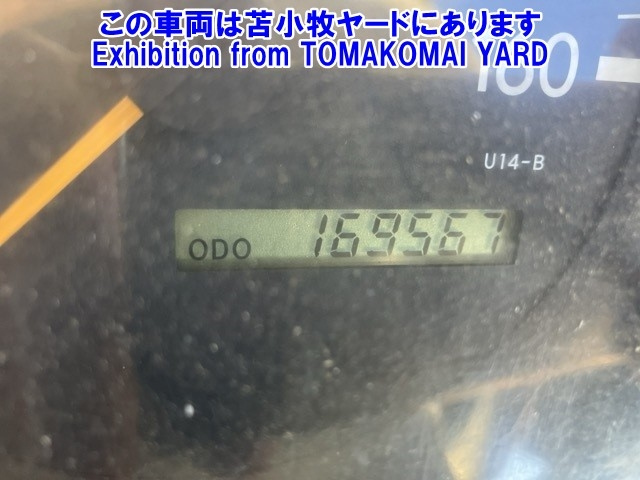 この車両は苫小牧ヤードにあります
Exhibition from TOMAKOMAI YARD
160
U14-B
ODO 169567